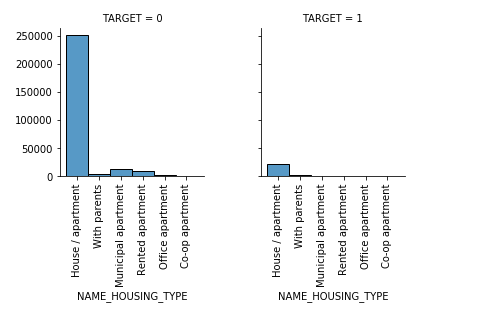 TARGET = 0
TARGET = 1
250000
200000
150000
100000
50000
0
House / apartment
With parents
Municipal apartment
Rented apartment
Office apartment
Co-op apartment
House / apartment
With parents
Municipal apartment
Rented apartment
Office apartment
Co-op apartment
NAME_HOUSING_TYPE
NAME_HOUSING_TYPE